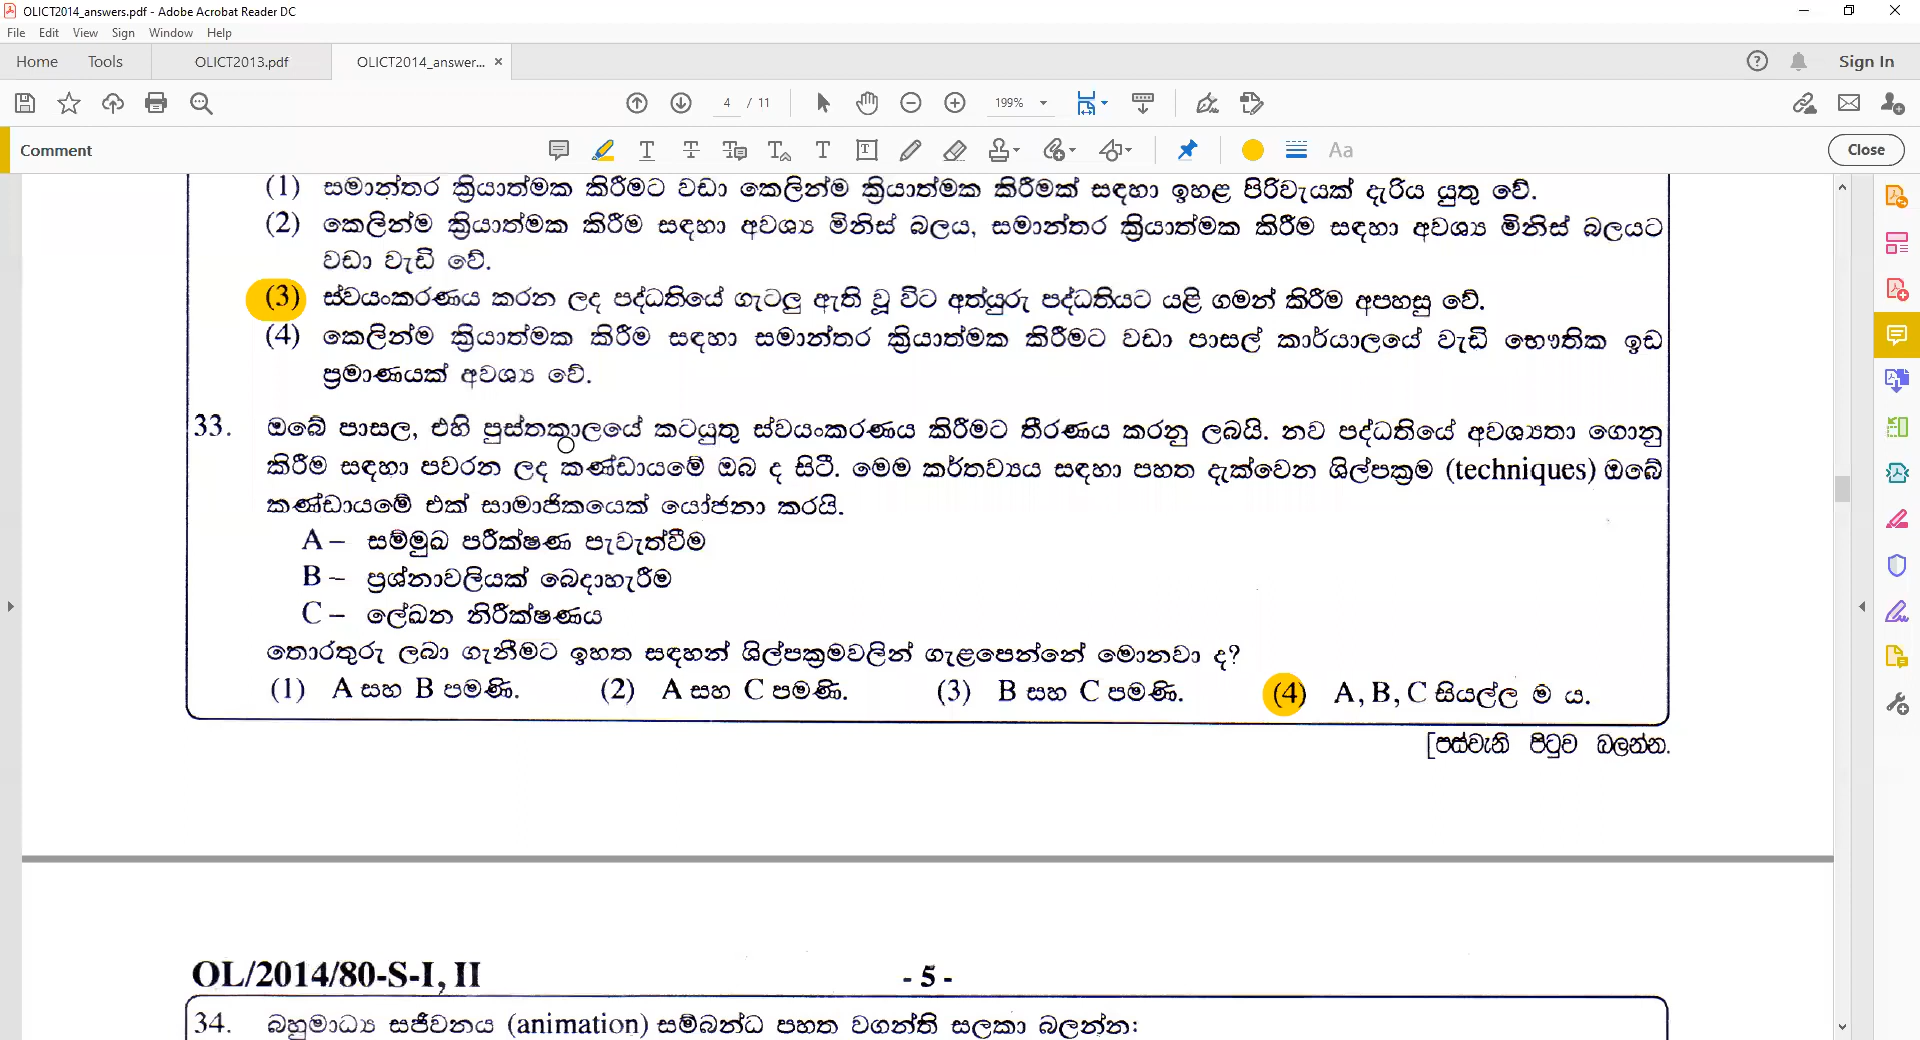 OLICT2014_answers.pdf - Adobe Acrobat Reader DC
File Edit View Sign Window Help
Home Tools OLICT2013.pdf OLICT2014_answer... × Sign In
4 / 11 199%
Comment Close
(1) සමාන්තර ක්‍රියාත්මක කිරීමට වඩා කෙලින්ම ක්‍රියාත්මක කිරීමක් සඳහා ඉහළ පිරිවැයක් දැරිය යුතු වේ.
(2) කෙලින්ම ක්‍රියාත්මක කිරීම සඳහා අවශ්‍ය මිනිස් බලය, සමාන්තර ක්‍රියාත්මක කිරීම සඳහා අවශ්‍ය මිනිස් බලයට
වඩා වැඩි වේ.
(3) ස්වයංකරණය කරන ලද පද්ධතියේ ගැටලු ඇති වූ විට අත්යුරු පද්ධතියට යළි ගමන් කිරීම අපහසු වේ.
(4) කෙලින්ම ක්‍රියාත්මක කිරීම සඳහා සමාන්තර ක්‍රියාත්මක කිරීමට වඩා පාසල් කාර්යාලයේ වැඩි භෞතික ඉඩ
ප්‍රමාණයක් අවශ්‍ය වේ.
33. ඔබේ පාසල, එහි පුස්තකාලයේ කටයුතු ස්වයංකරණය කිරීමට තීරණය කරනු ලබයි. නව පද්ධතියේ අවශ්‍යතා ගොනු
කිරීම සඳහා පවරන ලද කණ්ඩායමේ ඔබ ද සිටී. මෙම කර්තව්‍යය සඳහා පහත දැක්වෙන ශිල්පක්‍රම (techniques) ඔබේ
කණ්ඩායමේ එක් සාමාජිකයෙක් යෝජනා කරයි.
A – සම්මුඛ පරීක්ෂණ පැවැත්වීම
B – ප්‍රශ්නාවලියක් බෙදාහැරීම
C – ලේඛන නිරීක්ෂණය
තොරතුරු ලබා ගැනීමට ඉහත සඳහන් ශිල්පක්‍රමවලින් ගැළපෙන්නේ මොනවා ද?
(1) A සහ B පමණි. (2) A සහ C පමණි. (3) B සහ C පමණි. (4) A, B, C සියල්ල ම ය.
[පස්වැනි පිටුව බලන්න.
OL/2014/80-S-I, II - 5 -
34. බහුමාධ්‍ය සජීවනය (animation) සම්බන්ධ පහත වගන්ති සලකා බලන්න: